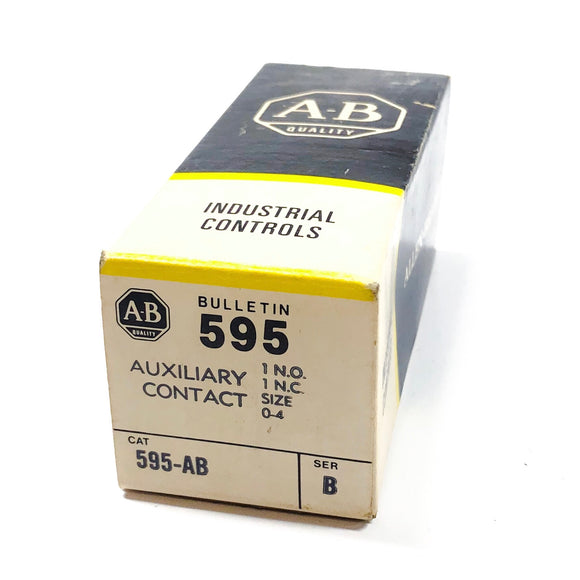 A-B
QUALITY
INDUSTRIAL
CONTROLS
A-B
QUALITY
BULLETIN
595
AUXILIARY
CONTACT
1 N.O.
1 N.C.
SIZE
0-4
CAT
595-AB
SER
B